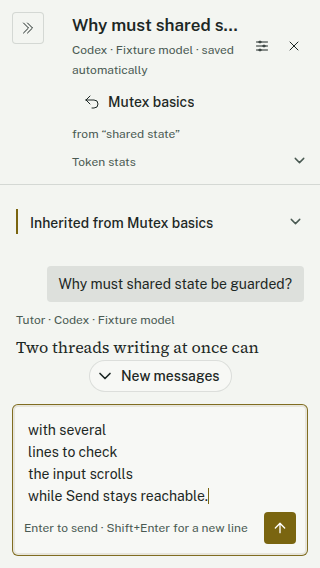 Why must shared s...
Codex · Fixture model · saved
automatically
Mutex basics
from “shared state”
Token stats
Inherited from Mutex basics
Why must shared state be guarded?
Tutor · Codex · Fixture model
Two threads writing at once can
New messages
with several
lines to check
the input scrolls
while Send stays reachable.
Enter to send · Shift+Enter for a new line